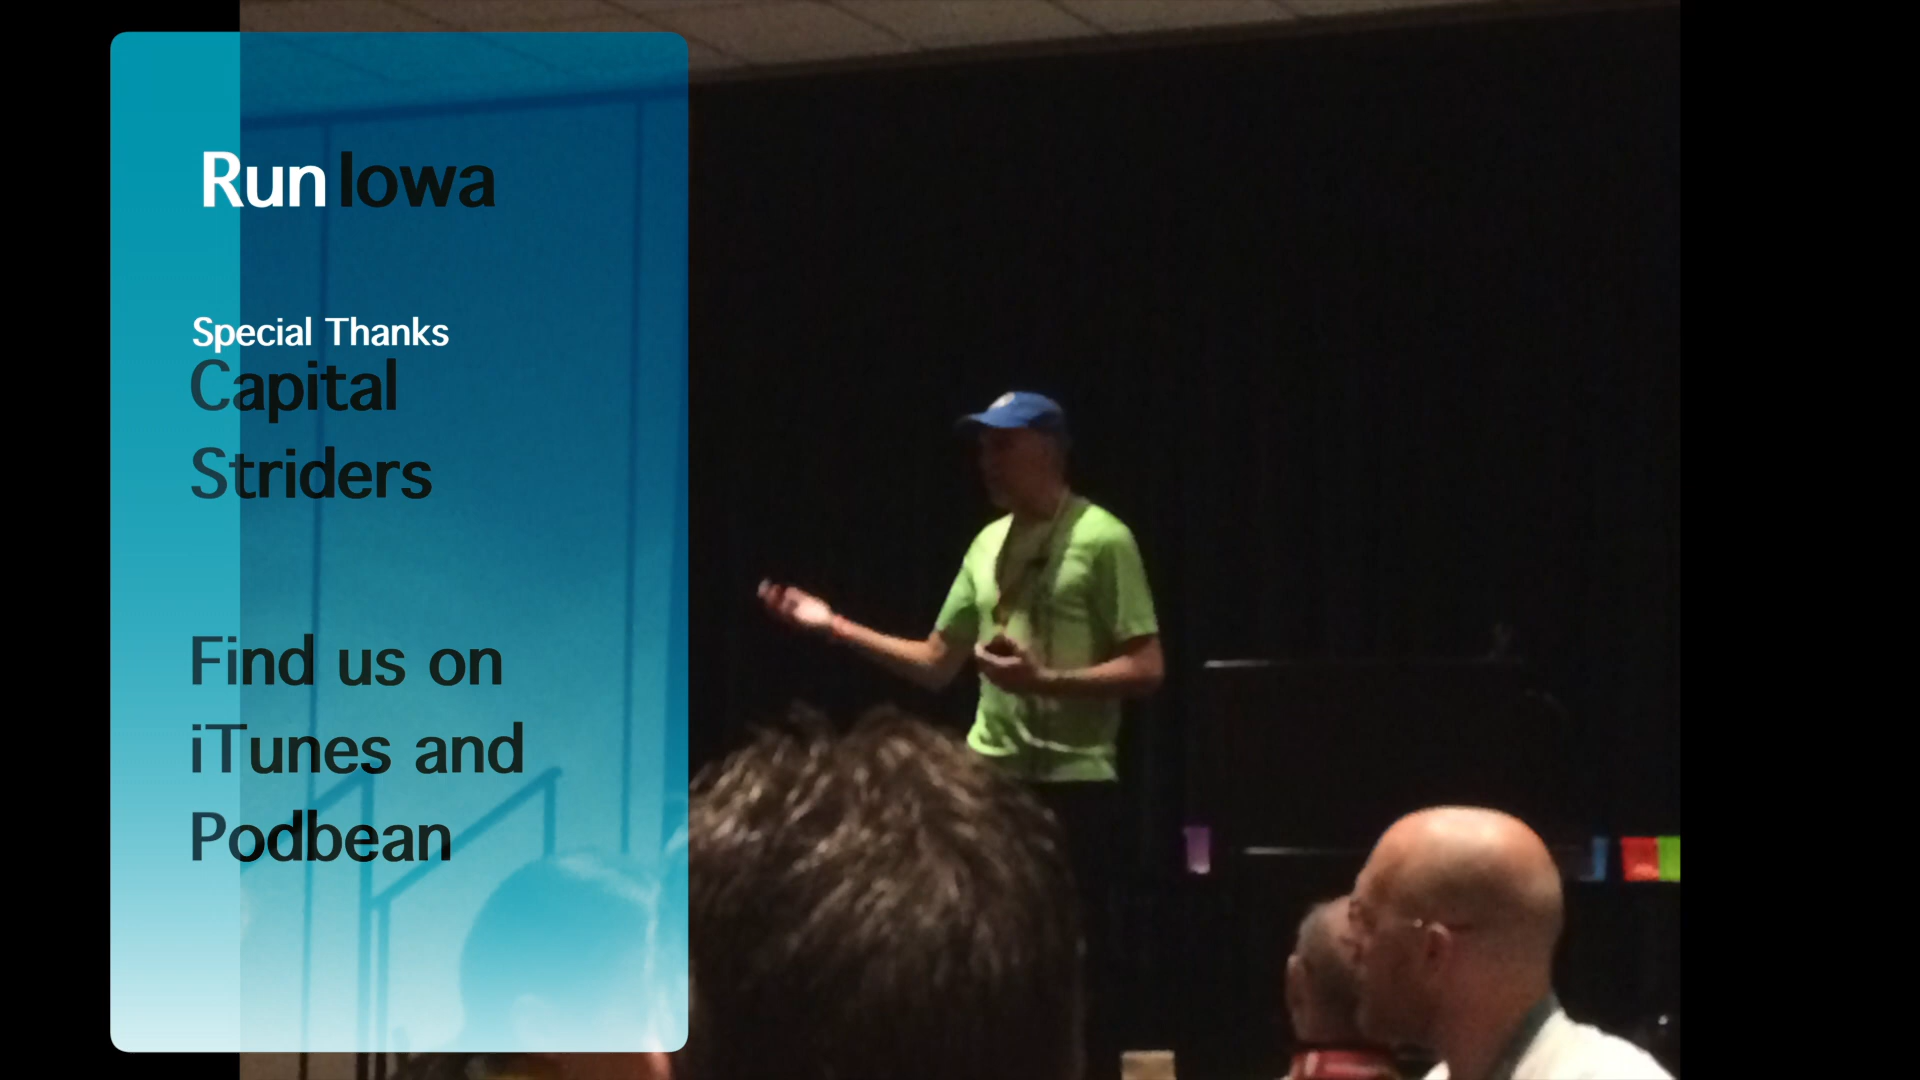 Run Iowa
Special Thanks
Capital
Striders
Find us on
iTunes and
Podbean